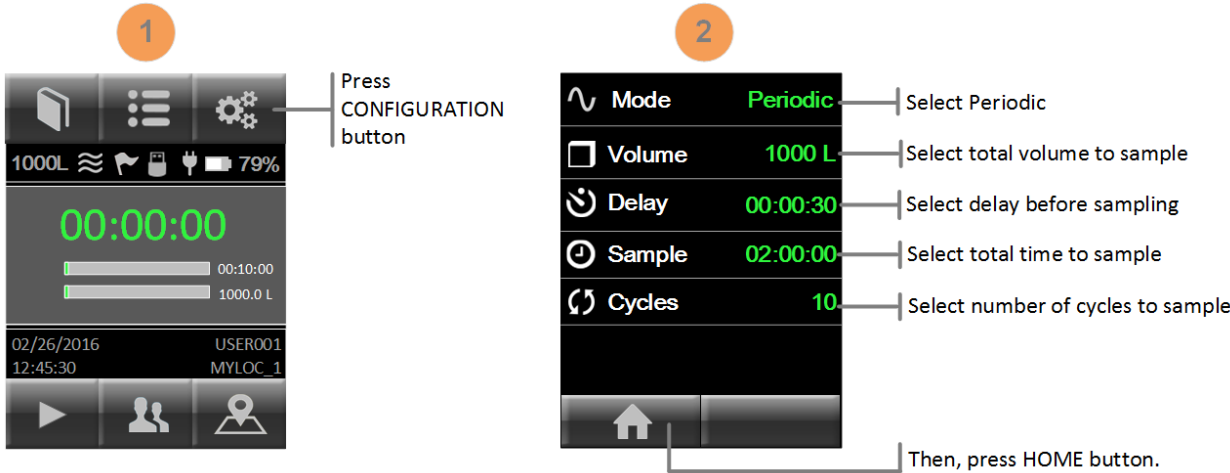 1
2
Press
CONFIGURATION
button
1000L 79%
00:00:00
00:10:00
1000.0 L
02/26/2016 USER001
12:45:30 MYLOC_1
Mode Periodic Select Periodic
Volume 1000 L Select total volume to sample
Delay 00:00:30 Select delay before sampling
Sample 02:00:00 Select total time to sample
Cycles 10 Select number of cycles to sample
Then, press HOME button.